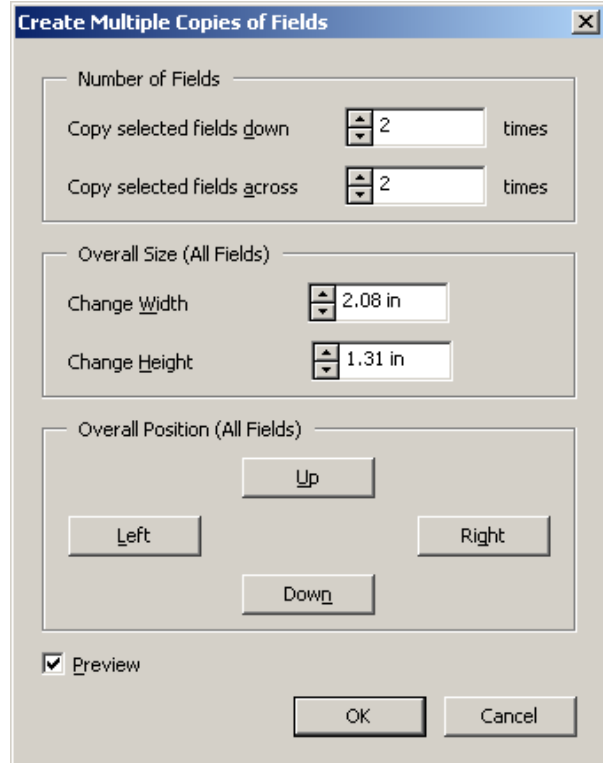 Create Multiple Copies of Fields
Number of Fields
Copy selected fields down 2 times
Copy selected fields across 2 times
Overall Size (All Fields)
Change Width 2.08 in
Change Height 1.31 in
Overall Position (All Fields)
Up
Left Right
Down
Preview
OK Cancel